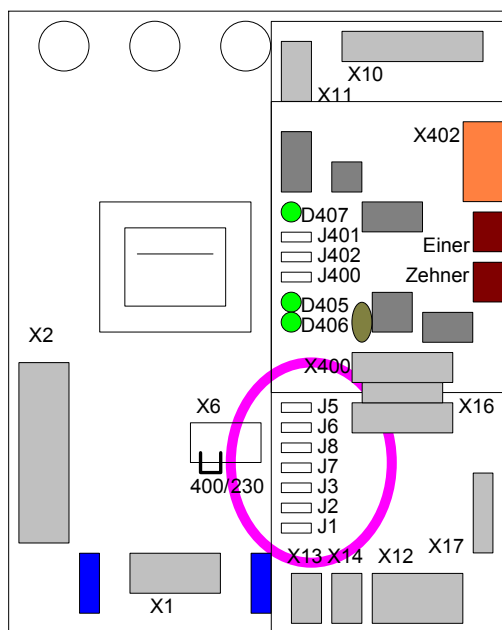 X10
X11
X402
D407
J401
Einer
J402
J400
Zehner
D405
D406
X2
X400
X6
J5
X16
J6
J8
J7
400/230
J3
J2
J1
X17
X13
X14
X12
X1